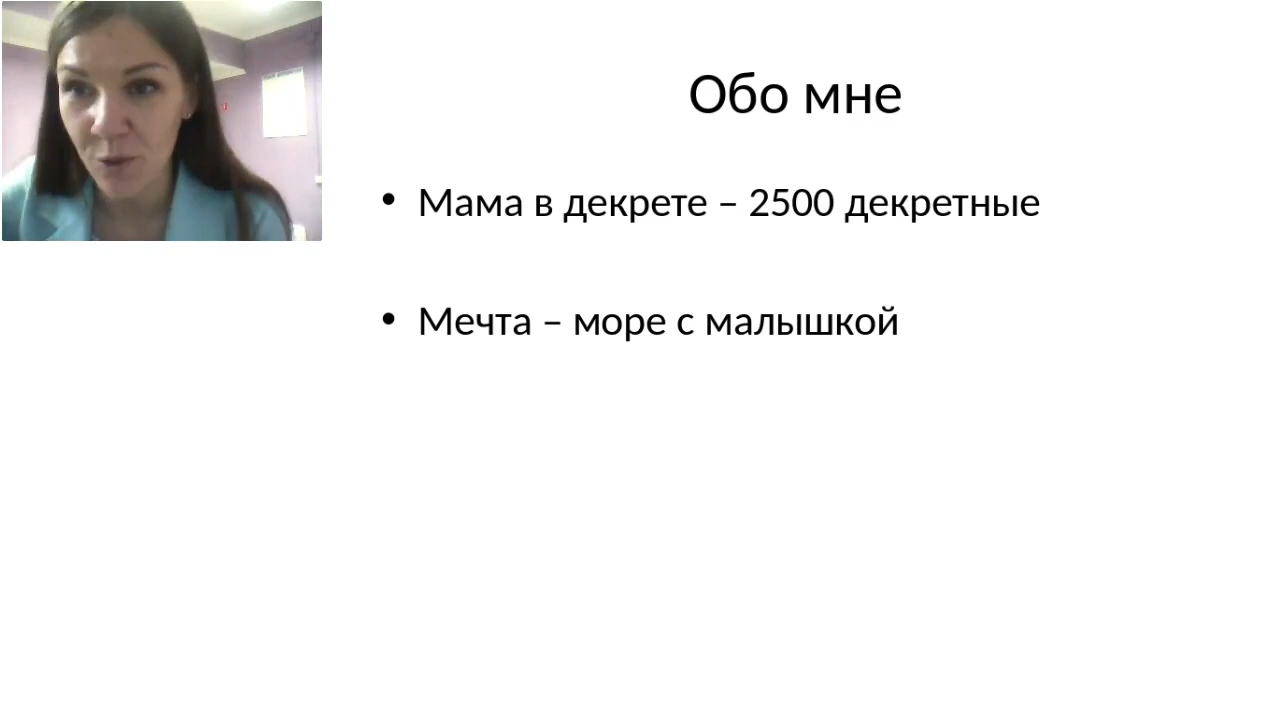 Обо мне
• Мама в декрете – 2500 декретные
• Мечта – море с малышкой